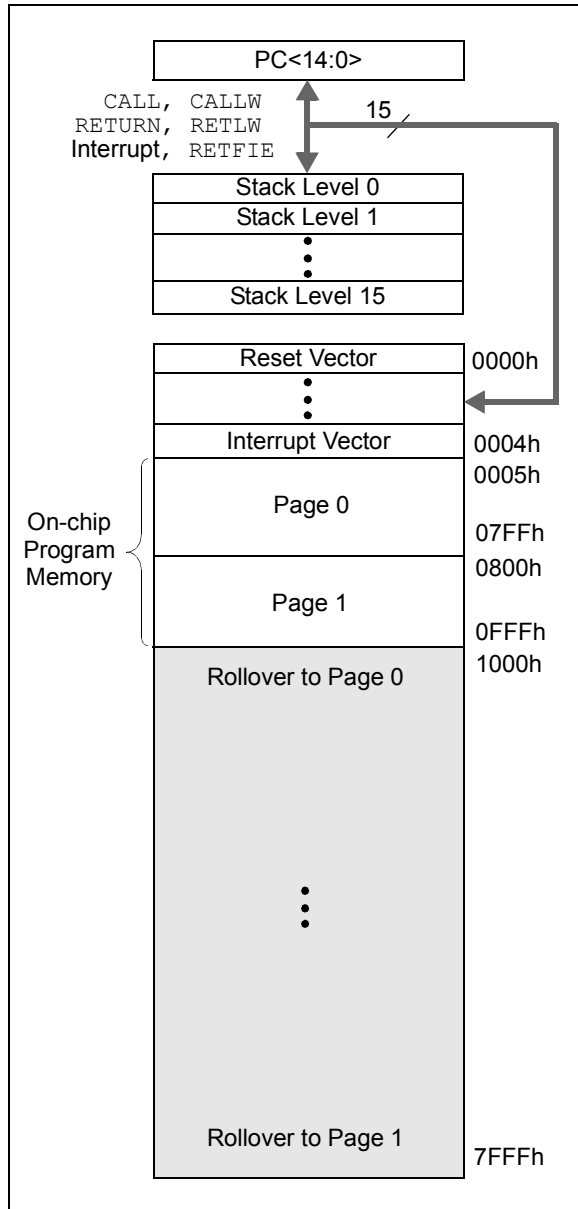 PC<14:0>
CALL, CALLW
RETURN, RETLW
Interrupt, RETFIE
15
Stack Level 0
Stack Level 1
Stack Level 15
Reset Vector
0000h
Interrupt Vector
0004h
0005h
On-chip
Program
Memory
Page 0
07FFh
0800h
Page 1
0FFFh
1000h
Rollover to Page 0
Rollover to Page 1
7FFFh